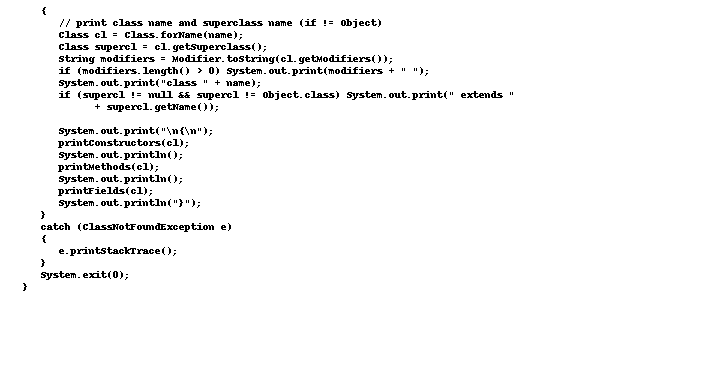 {
// print class name and superclass name (if != Object)
Class cl = Class.forName(name);
Class supercl = cl.getSuperclass();
String modifiers = Modifier.toString(cl.getModifiers());
if (modifiers.length() > 0) System.out.print(modifiers + " ");
System.out.print("class " + name);
if (supercl != null && supercl != Object.class) System.out.print(" extends "
+ supercl.getName());
System.out.print("\n{\n");
printConstructors(cl);
System.out.println();
printMethods(cl);
System.out.println();
printFields(cl);
System.out.println("}");
}
catch (ClassNotFoundException e)
{
e.printStackTrace();
}
System.exit(0);
}